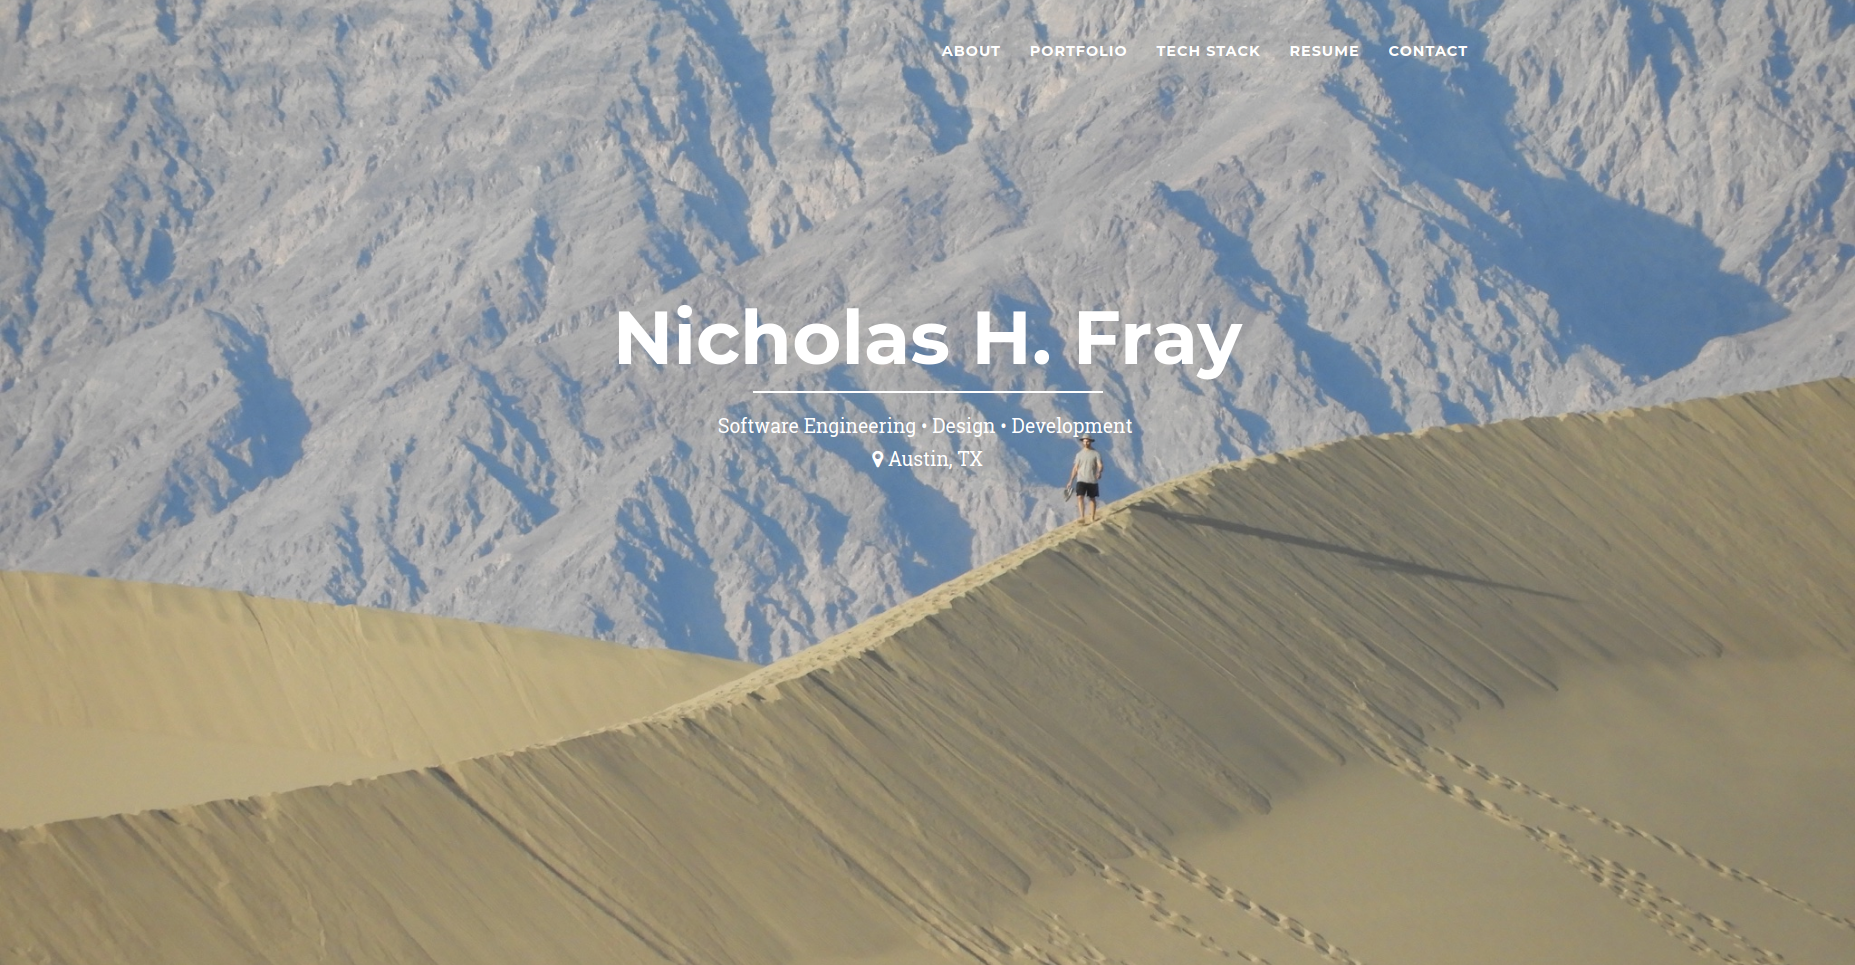 ABOUT PORTFOLIO TECH STACK RESUME CONTACT
Nicholas H. Fray
Software Engineering • Design • Development
Austin, TX